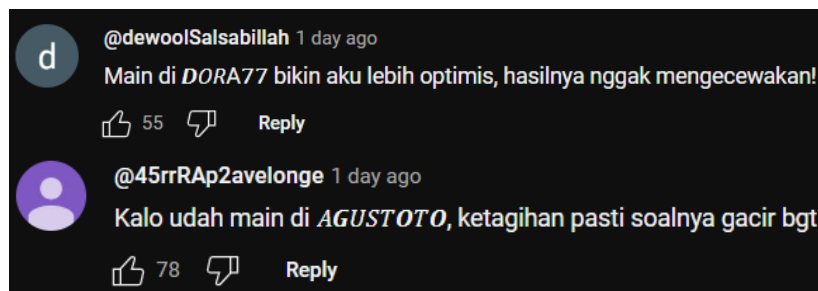 d
@dewoolSalsabillah 1 day ago
Main di DORA77 bikin aku lebih optimis, hasilnya nggak mengecewakan!
55 Reply
@45rrRAp2avelonge 1 day ago
Kalo udah main di AGUSTOTO, ketagihan pasti soalnya gacir bgt
78 Reply